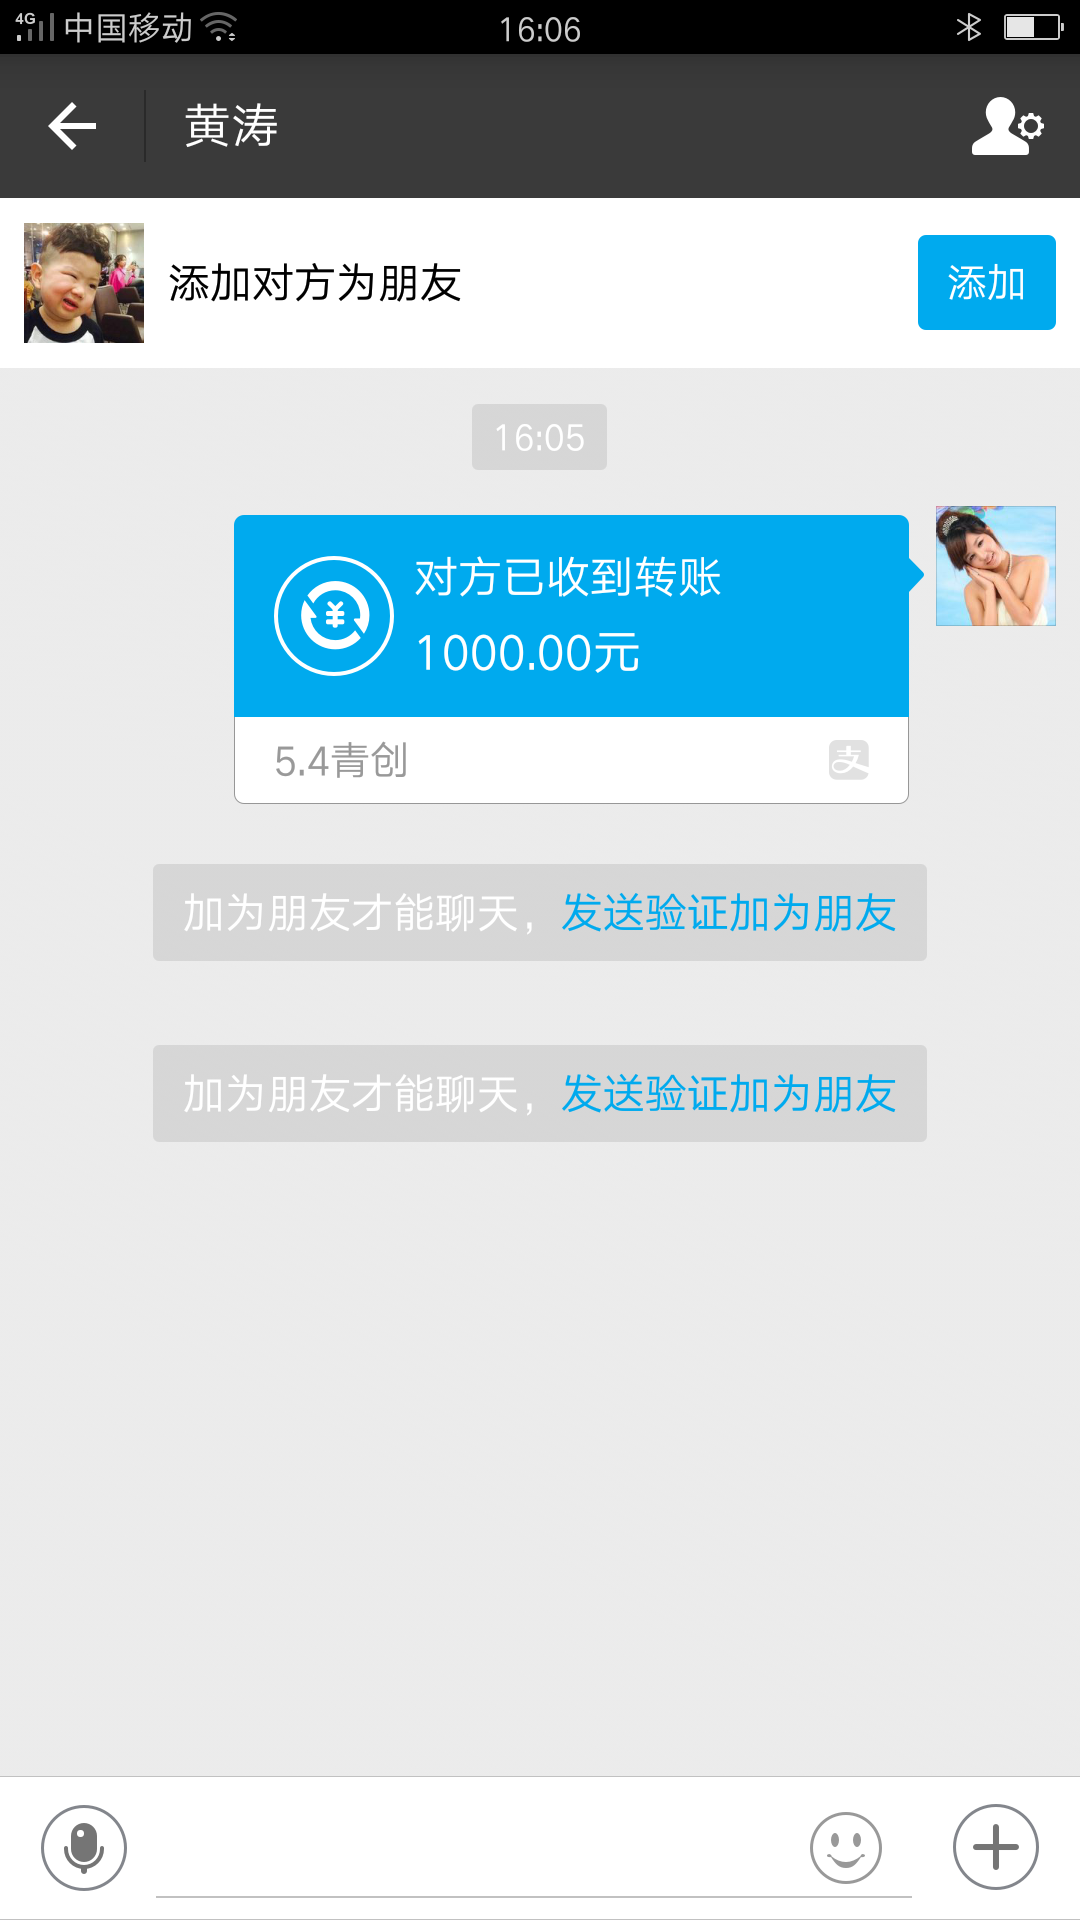 4G 中国移动 16:06
黄涛
添加对方为朋友 添加
16:05
对方已收到转账
1000.00元
5.4青创 支
加为朋友才能聊天，发送验证加为朋友
加为朋友才能聊天，发送验证加为朋友